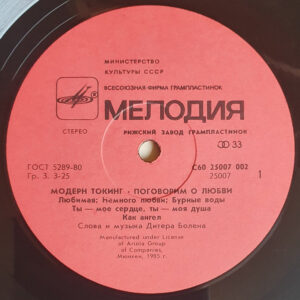 МИНИСТЕРСТВО
КУЛЬТУРЫ СССР
ВСЕСОЮЗНАЯ ФИРМА ГРАМПЛАСТИНОК
МЕЛОДИЯ
СТЕРЕО
РИЖСКИЙ ЗАВОД ГРАМПЛАСТИНОК
33
ГОСТ 5289-80
Гр. 3. 3-25
С60 25007 002
25007
1
МОДЕРН ТОКИНГ · ПОГОВОРИМ О ЛЮБВИ
Любимая; Немного любви; Бурные воды
Ты — мое сердце, ты — моя душа
Как ангел
Слова и музыка Дитера Болена
Manufactured under License
of Ariola Group
of Companies,
Мюнхен, 1985 г.